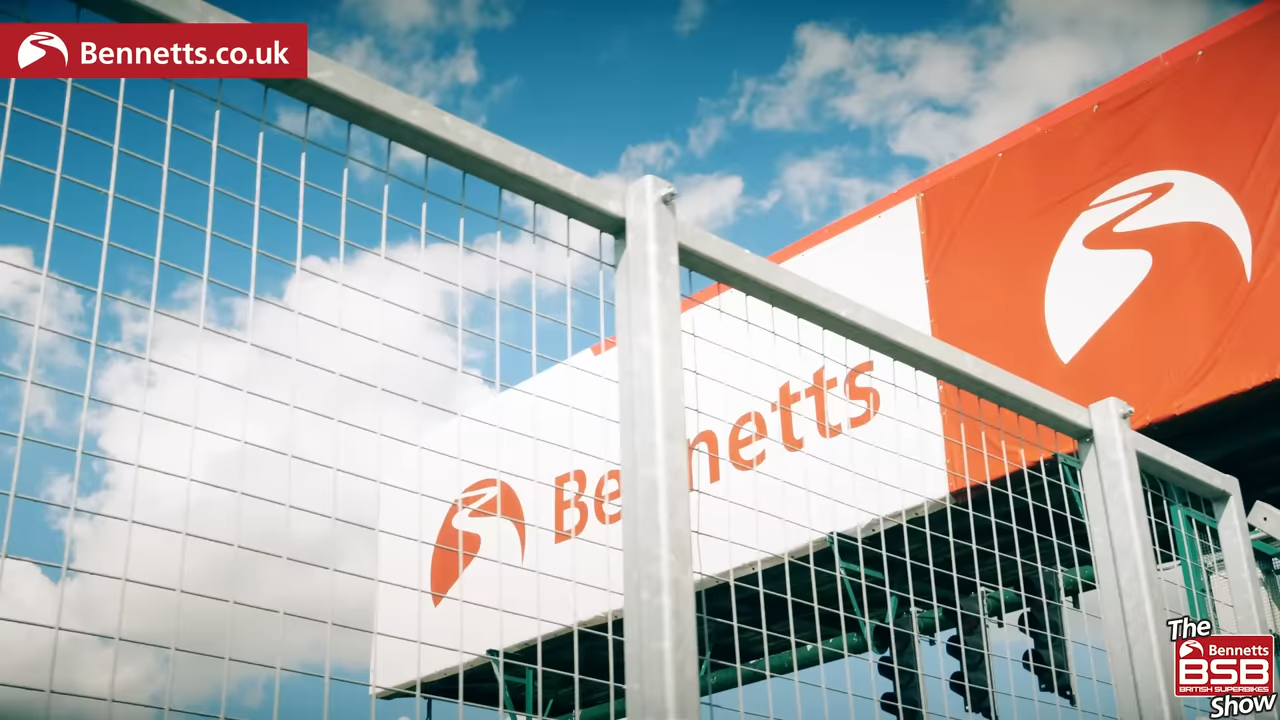 Bennetts.co.uk
Bennetts
The
Bennetts
BSB
BRITISH SUPERBIKES
Show